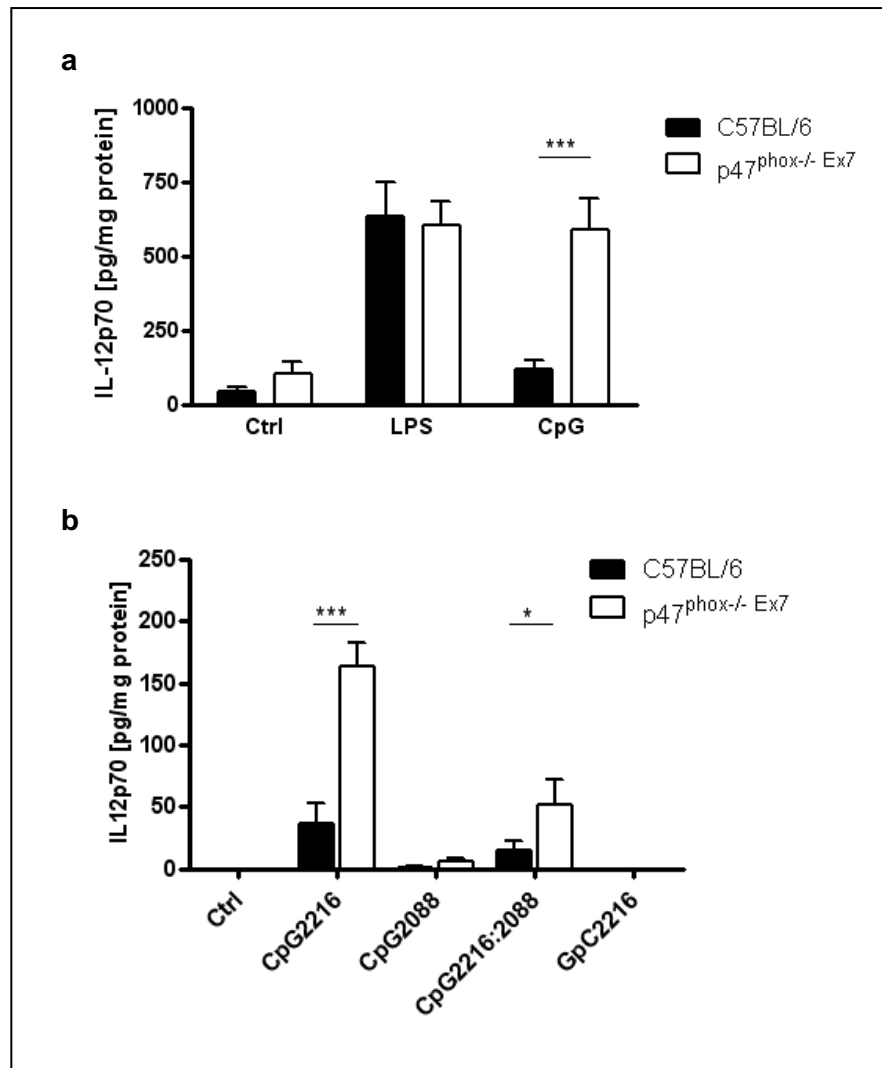 a
1000
750
500
250
0
IL-12p70 [pg/mg protein]
C57BL/6
p47phox-/- Ex7
***
Ctrl LPS CpG
b
250
200
150
100
50
0
IL12p70 [pg/mg protein]
C57BL/6
p47phox-/- Ex7
*** *
Ctrl CpG2216 CpG2088 CpG2216:2088 GpC2216